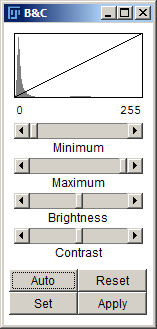 B&C
0 255
Minimum
Maximum
Brightness
Contrast
Auto Reset
Set Apply